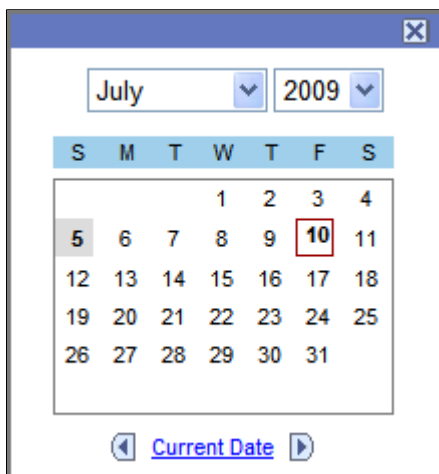 July 2009
S M T W T F S
1 2 3 4
5 6 7 8 9 10 11
12 13 14 15 16 17 18
19 20 21 22 23 24 25
26 27 28 29 30 31
Current Date